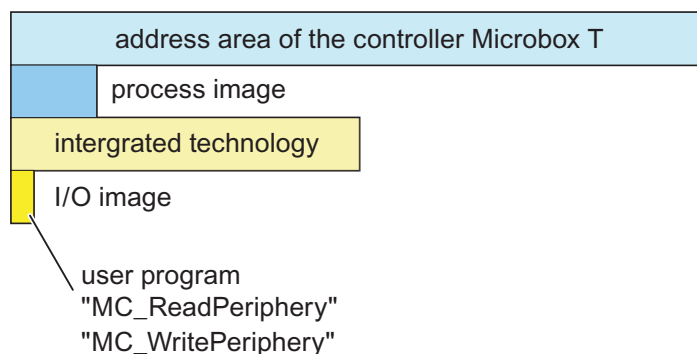 address area of the controller Microbox T
process image
intergrated technology
I/O image
user program
"MC_ReadPeriphery"
"MC_WritePeriphery"